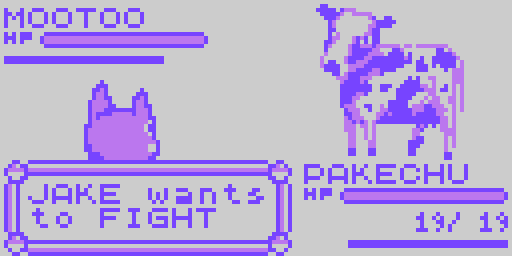 MOOTOO
HP
JAKE wants
to FIGHT
PAKECHU
HP
19/ 19